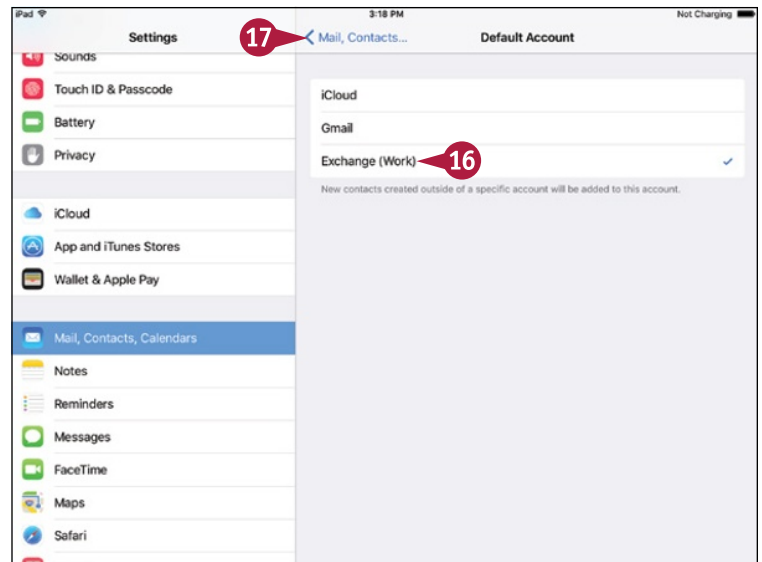 iPad 3:18 PM Not Charging
Settings
17
Mail, Contacts... Default Account
Sounds
Touch ID & Passcode
Battery
Privacy
iCloud
App and iTunes Stores
Wallet & Apple Pay
Mail, Contacts, Calendars
Notes
Reminders
Messages
FaceTime
Maps
Safari
iCloud
Gmail
Exchange (Work) 16
New contacts created outside of a specific account will be added to this account.